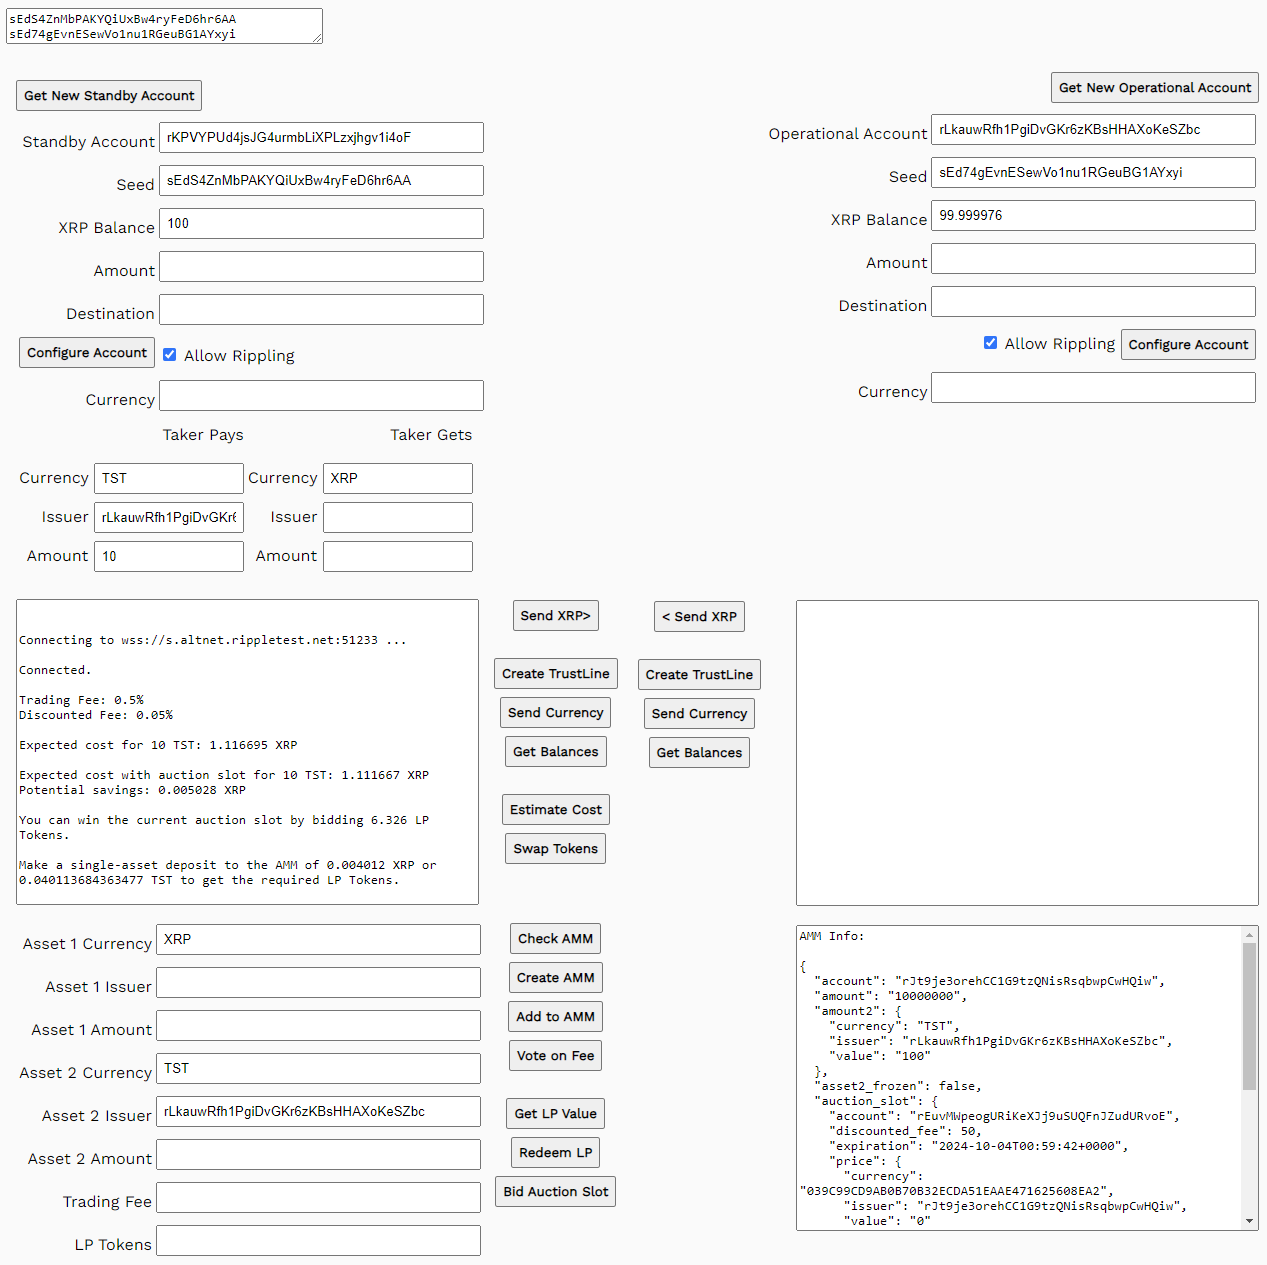 sEdS4ZnMbPAKYQiUxBw4ryFeD6hr6AA
sEd74gEvnESewVo1nu1RGeuBG1AYxyi
Get New Standby Account
Get New Operational Account
Standby Account rKPVYPUd4jsJG4urmbLiXPLzxjhgv1i4oF
Operational Account rLkauwRfh1PgiDvGKr6zKBsHHAXoKeSZbc
Seed sEdS4ZnMbPAKYQiUxBw4ryFeD6hr6AA
Seed sEd74gEvnESewVo1nu1RGeuBG1AYxyi
XRP Balance 100
XRP Balance 99.999976
Amount
Amount
Destination
Destination
Configure Account Allow Rippling
Allow Rippling Configure Account
Currency
Currency
Taker Pays Taker Gets
Currency TST Currency XRP
Issuer rLkauwRfh1PgiDvGKr6 Issuer
Amount 10 Amount
Connecting to wss://s.altnet.rippletest.net:51233 ...
Connected.
Trading Fee: 0.5%
Discounted Fee: 0.05%
Expected cost for 10 TST: 1.116695 XRP
Expected cost with auction slot for 10 TST: 1.111667 XRP
Potential savings: 0.005028 XRP
You can win the current auction slot by bidding 6.326 LP
Tokens.
Make a single-asset deposit to the AMM of 0.004012 XRP or
0.040113684363477 TST to get the required LP Tokens.
Send XRP>
< Send XRP
Create TrustLine
Create TrustLine
Send Currency
Send Currency
Get Balances
Get Balances
Estimate Cost
Swap Tokens
Asset 1 Currency XRP
Asset 1 Issuer
Asset 1 Amount
Asset 2 Currency TST
Asset 2 Issuer rLkauwRfh1PgiDvGKr6zKBsHHAXoKeSZbc
Asset 2 Amount
Trading Fee
LP Tokens
Check AMM
Create AMM
Add to AMM
Vote on Fee
Get LP Value
Redeem LP
Bid Auction Slot
AMM Info:
{
"account": "rJt9je3orehCC1G9tzQNisRsqbwpCwHQiw",
"amount": "10000000",
"amount2": {
"currency": "TST",
"issuer": "rLkauwRfh1PgiDvGKr6zKBsHHAXoKeSZbc",
"value": "100"
},
"asset2_frozen": false,
"auction_slot": {
"account": "rEuvMWpeogURiKeXJj9uSUQFnJZudURvoE",
"discounted_fee": 50,
"expiration": "2024-10-04T00:59:42+0000",
"price": {
"currency":
"039C99CD9AB0B70B32ECDA51EAAE471625608EA2",
"issuer": "rJt9je3orehCC1G9tzQNisRsqbwpCwHQiw",
"value": "0"